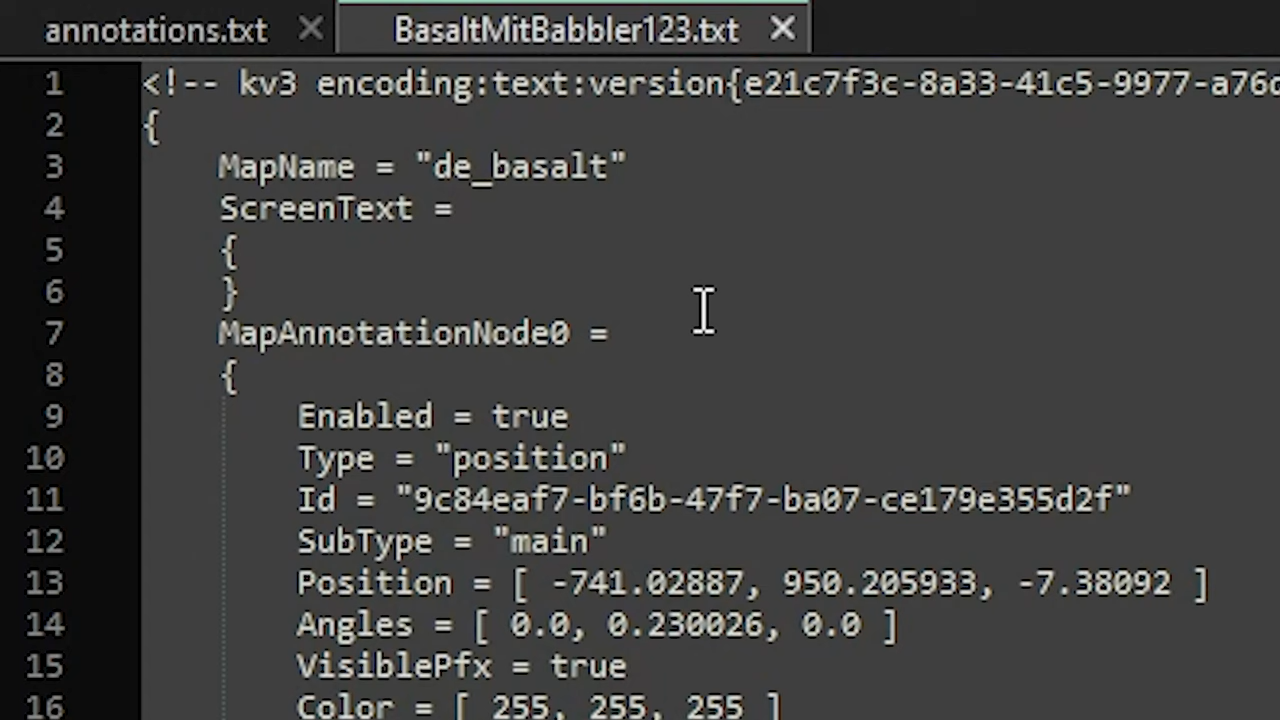 annotations.txt BasaltMitBabbler123.txt
1 <!-- kv3 encoding:text:version{e21c7f3c-8a33-41c5-9977-a76
2 {
3 MapName = "de_basalt"
4 ScreenText =
5 {
6 }
7 MapAnnotationNode0 =
8 {
9 Enabled = true
10 Type = "position"
11 Id = "9c84eaf7-bf6b-47f7-ba07-ce179e355d2f"
12 SubType = "main"
13 Position = [ -741.02887, 950.205933, -7.38092 ]
14 Angles = [ 0.0, 0.230026, 0.0 ]
15 VisiblePfx = true
16 Color = [ 255, 255, 255 ]